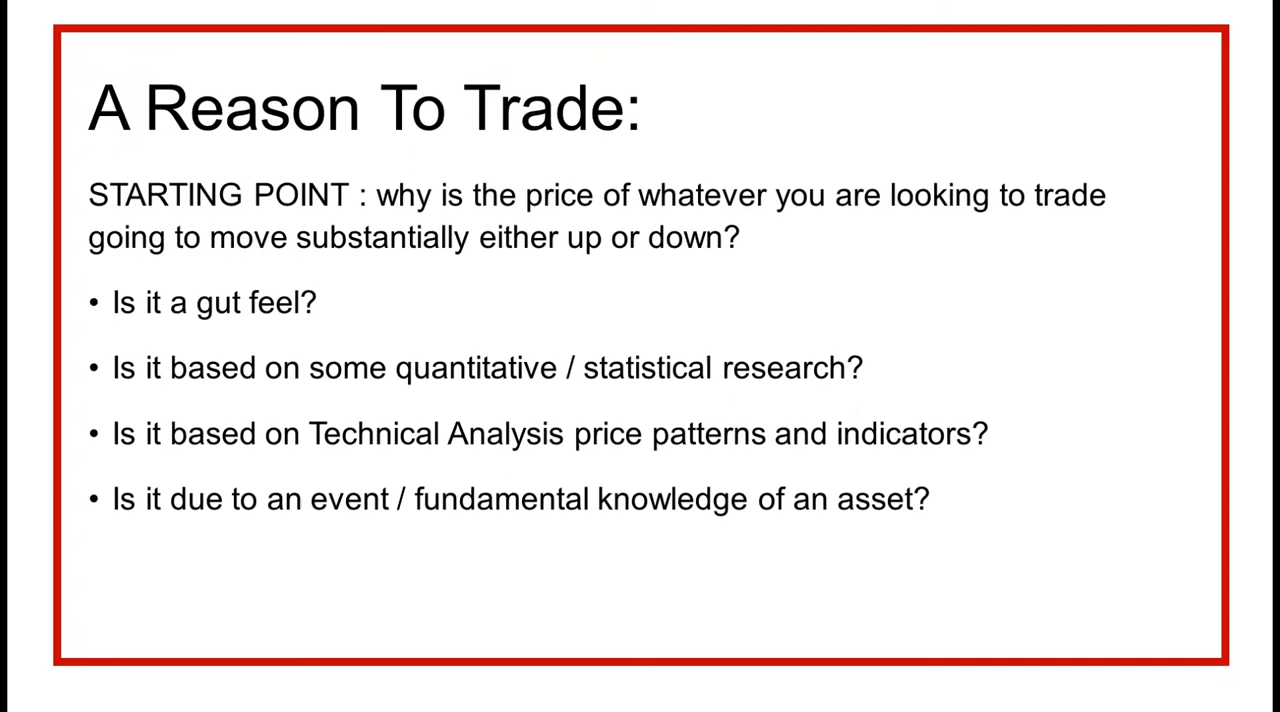 A Reason To Trade:
STARTING POINT : why is the price of whatever you are looking to trade
going to move substantially either up or down?
• Is it a gut feel?
• Is it based on some quantitative / statistical research?
• Is it based on Technical Analysis price patterns and indicators?
• Is it due to an event / fundamental knowledge of an asset?